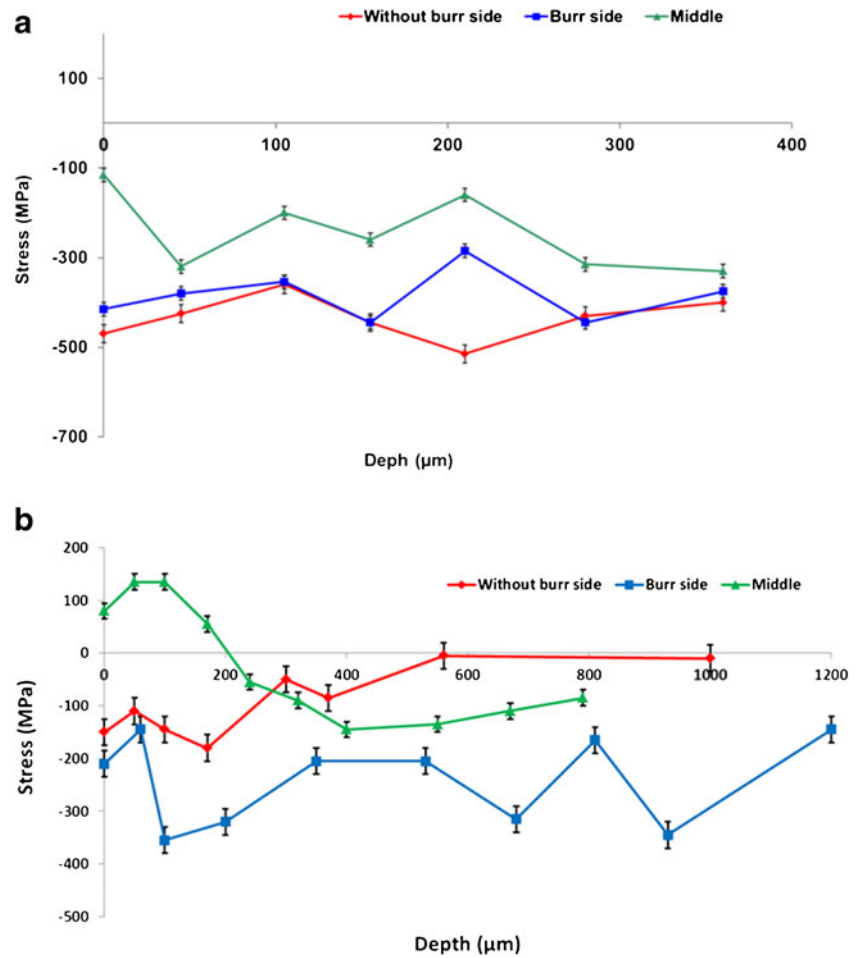 a
Without burr side Burr side Middle
100
0 100 200 300 400
-100
-300
-500
-700
Stress (MPa)
Deph (μm)
b
Without burr side Burr side Middle
200
100
0
0 200 400 600 800 1000 1200
-100
-200
-300
-400
-500
Stress (MPa)
Depth (μm)